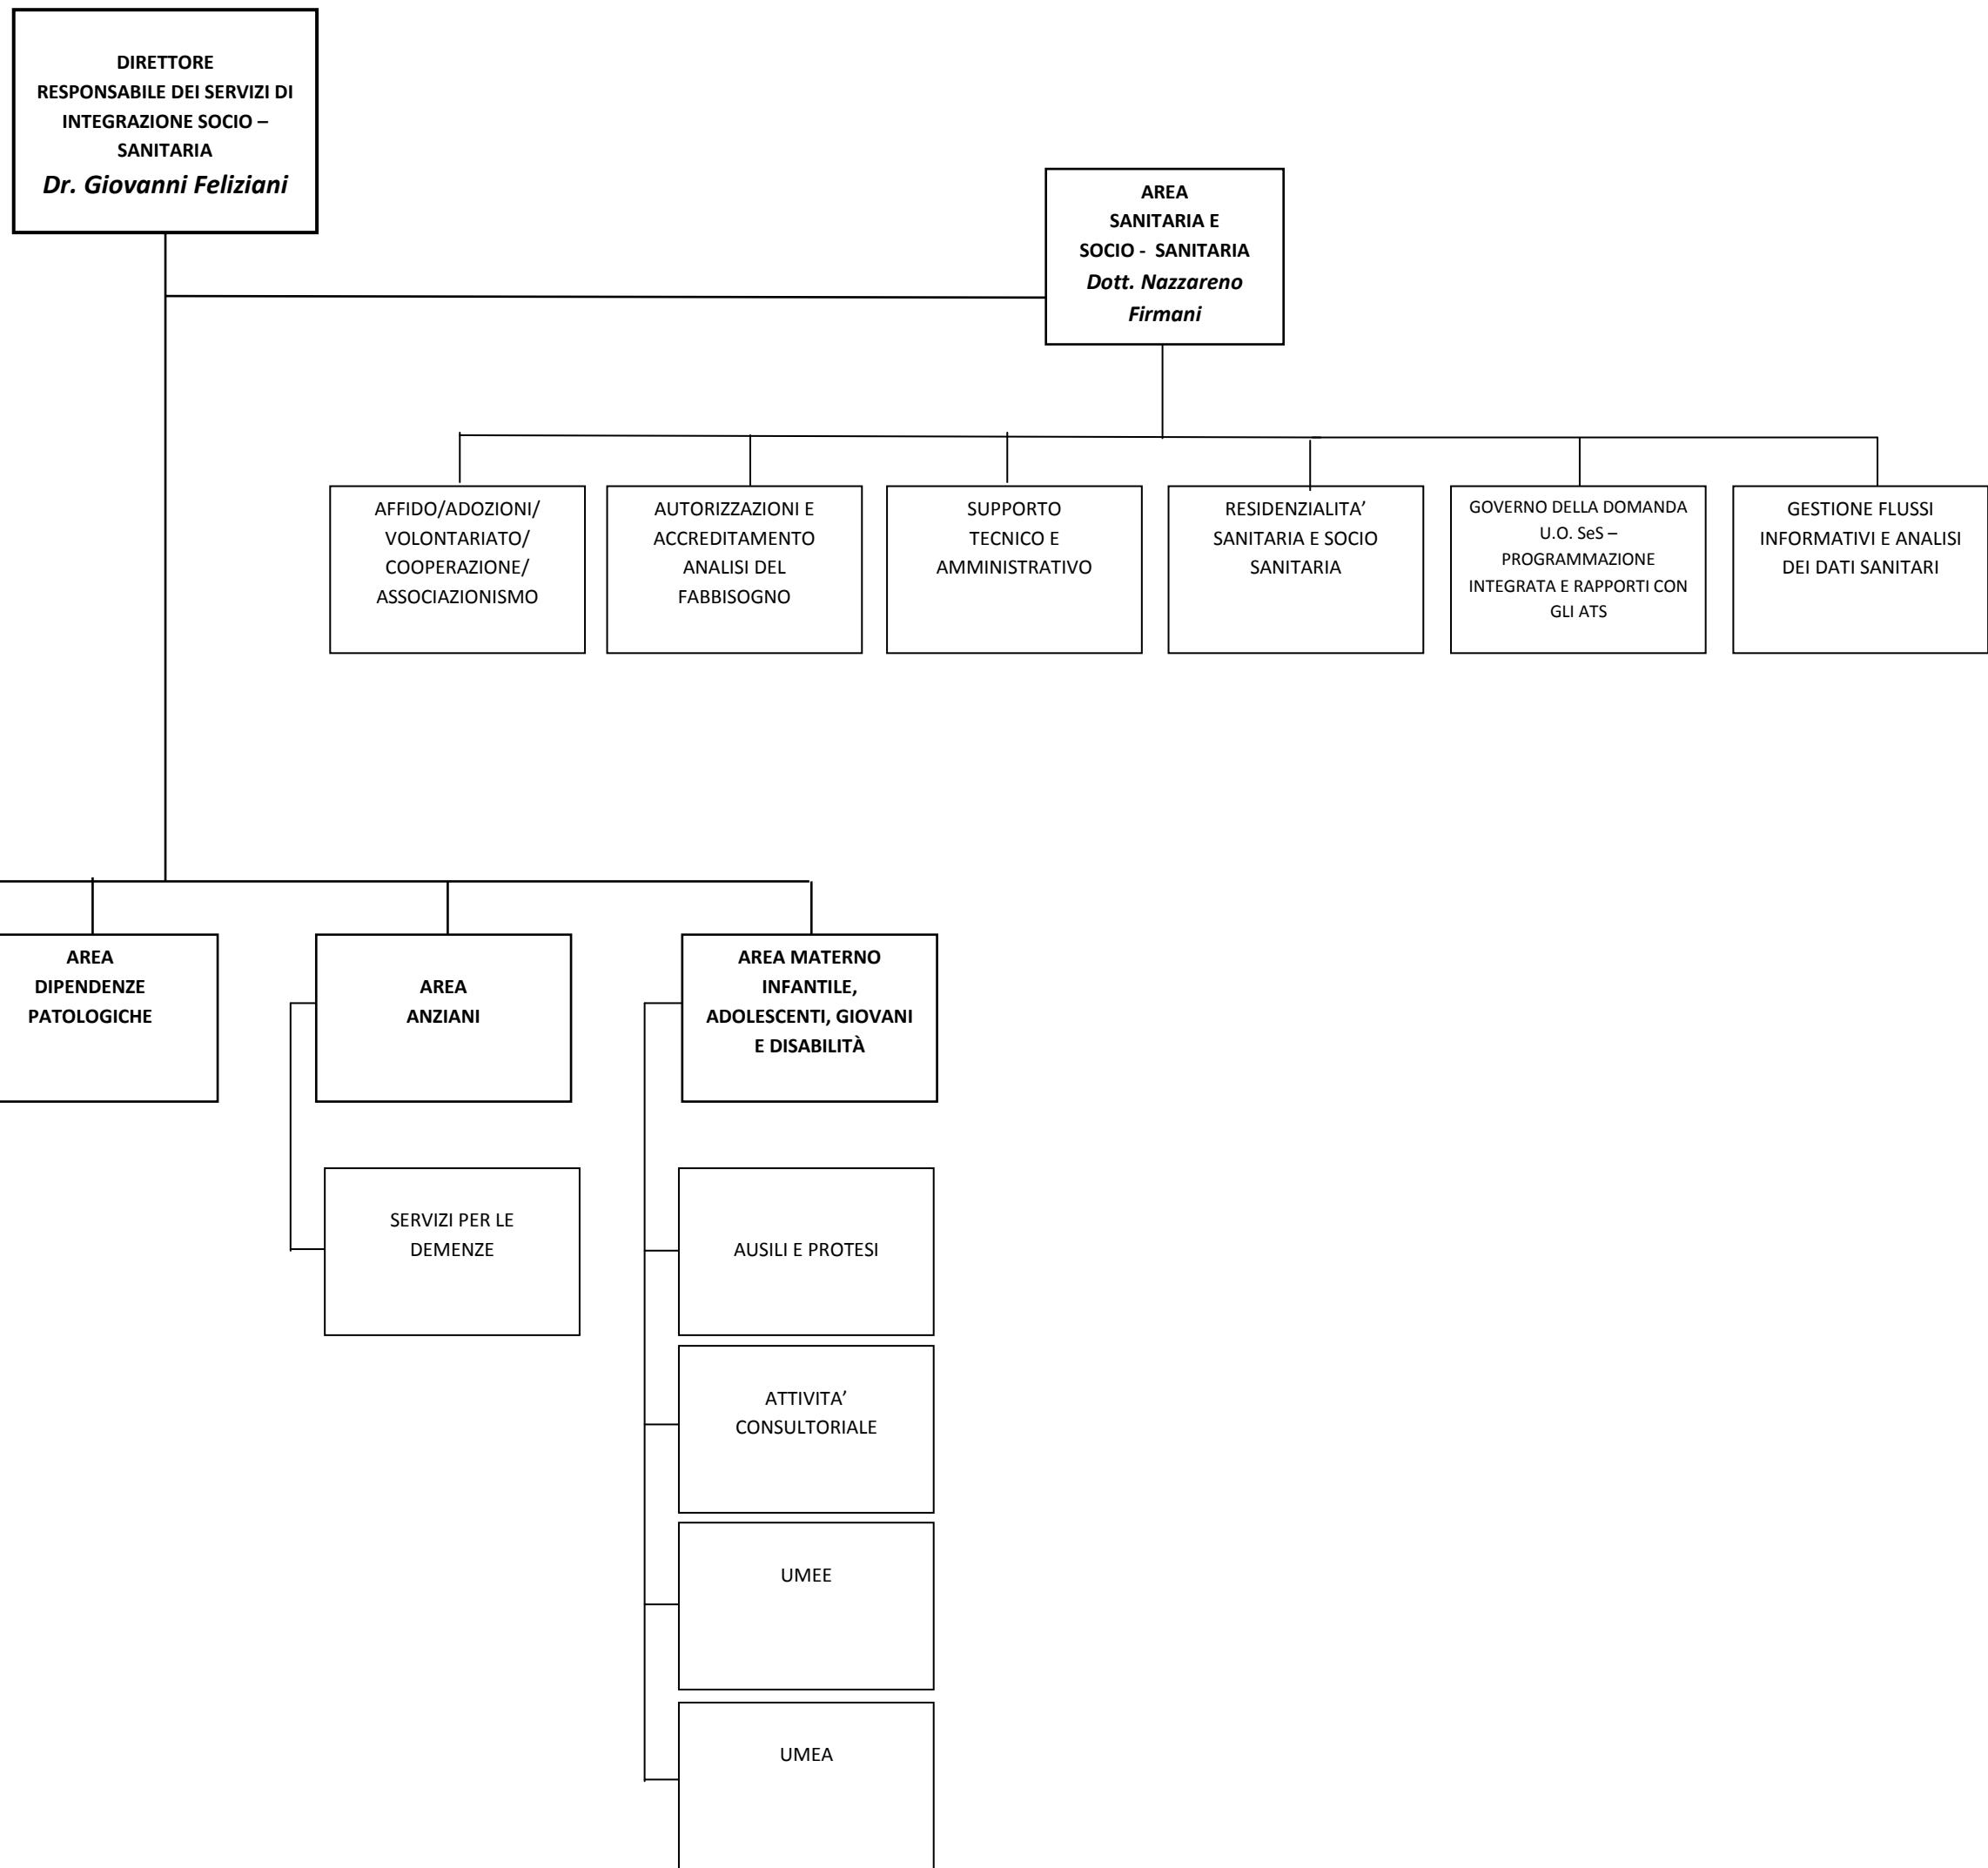 DIRETTORE
RESPONSABILE DEI SERVIZI DI
INTEGRAZIONE SOCIO –
SANITARIA
Dr. Giovanni Feliziani
AREA
SANITARIA E
SOCIO - SANITARIA
Dott. Nazzareno
Firmani
AFFIDO/ADOZIONI/
VOLONTARIATO/
COOPERAZIONE/
ASSOCIAZIONISMO
AUTORIZZAZIONI E
ACCREDITAMENTO
ANALISI DEL
FABBISOGNO
SUPPORTO
TECNICO E
AMMINISTRATIVO
RESIDENZIALITA’
SANITARIA E SOCIO
SANITARIA
GOVERNO DELLA DOMANDA
U.O. SeS –
PROGRAMMAZIONE
INTEGRATA E RAPPORTI CON
GLI ATS
GESTIONE FLUSSI
INFORMATIVI E ANALISI
DEI DATI SANITARI
AREA
DIPENDENZE
PATOLOGICHE
AREA
ANZIANI
AREA MATERNO
INFANTILE,
ADOLESCENTI, GIOVANI
E DISABILITÀ
SERVIZI PER LE
DEMENZE
AUSILI E PROTESI
ATTIVITA’
CONSULTORIALE
UMEE
UMEA